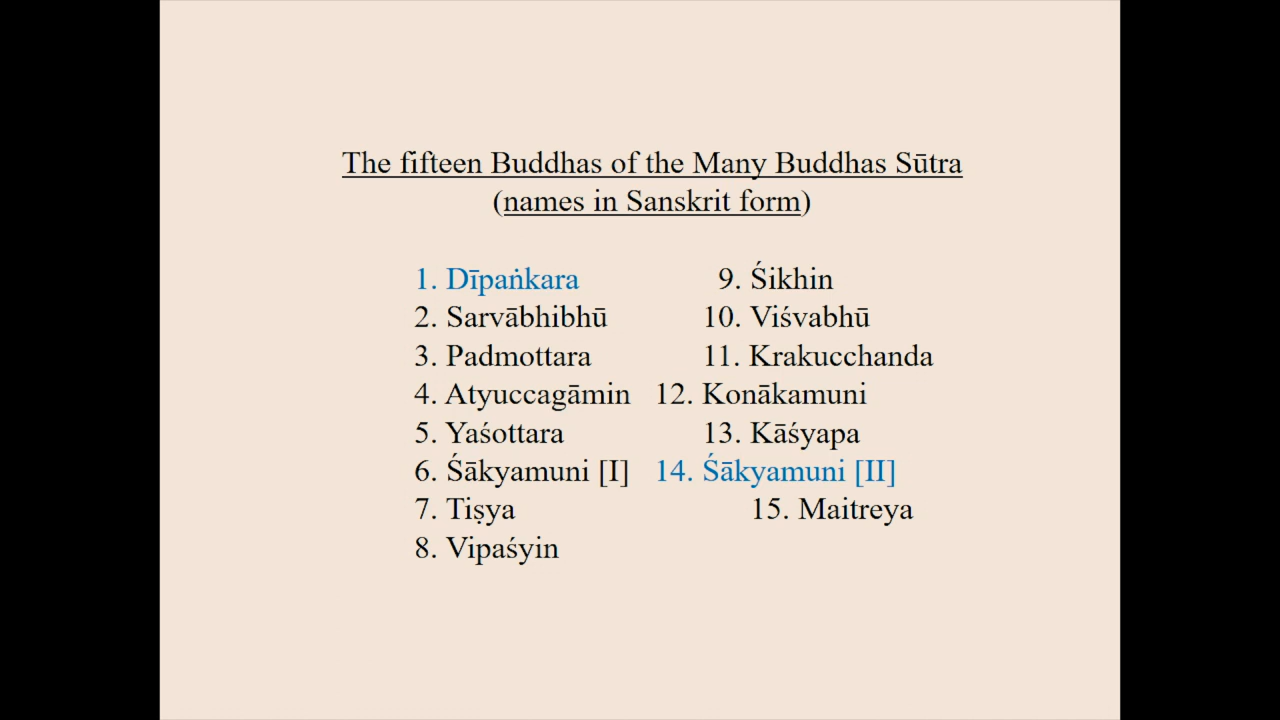 The fifteen Buddhas of the Many Buddhas Sūtra
(names in Sanskrit form)
1. Dīpaṅkara
2. Sarvābhibhū
3. Padmottara
4. Atyuccagāmin
5. Yaśottara
6. Śākyamuni [I]
7. Tiṣya
8. Vipaśyin
9. Śikhin
10. Viśvabhū
11. Krakucchanda
12. Konākamuni
13. Kāśyapa
14. Śākyamuni [II]
15. Maitreya